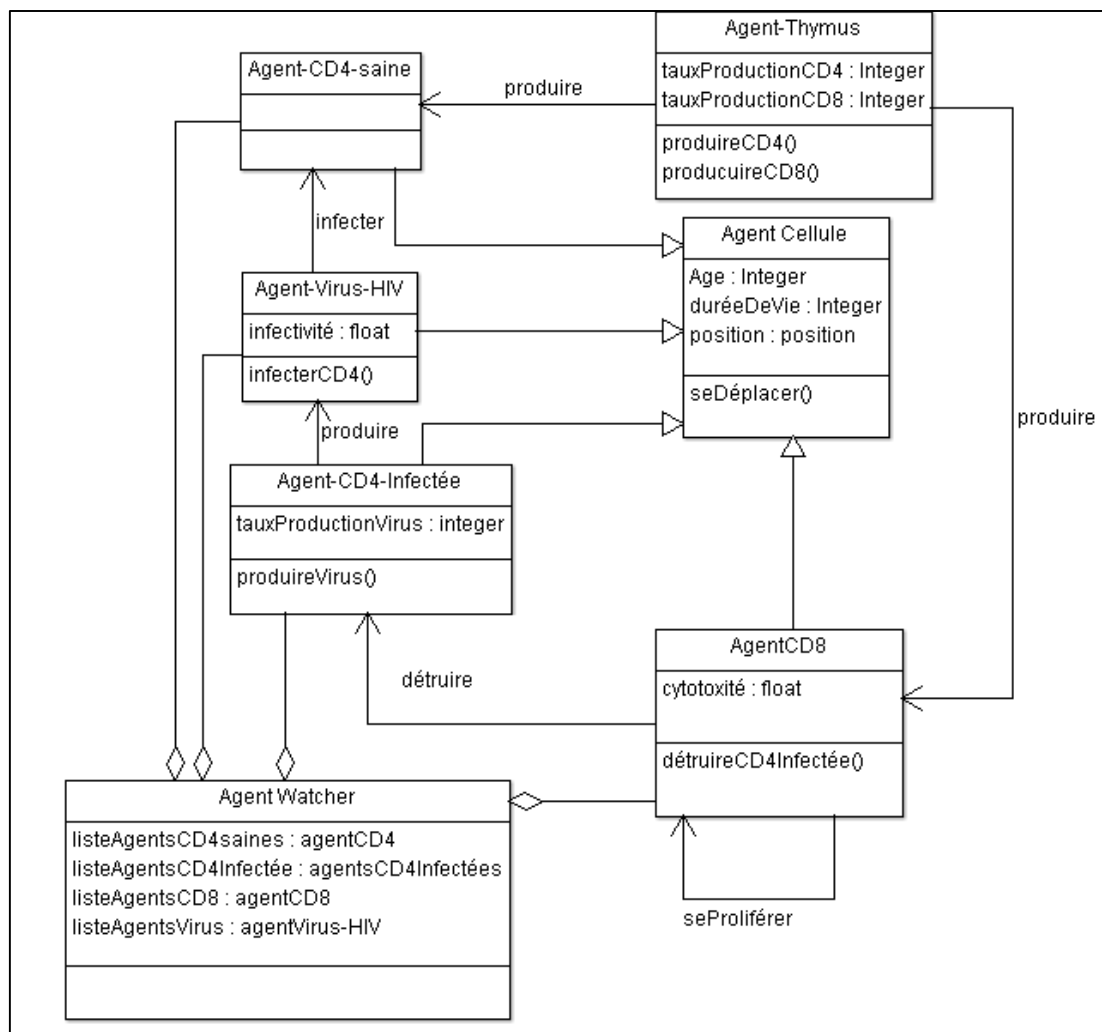 Agent-Thymus
tauxProductionCD4 : Integer
tauxProductionCD8 : Integer
produireCD4()
producuireCD8()
Agent-CD4-saine
produire
infecter
Agent Cellule
Age : Integer
duréeDeVie : Integer
position : position
seDéplacer()
Agent-Virus-HIV
infectivité : float
infecterCD4()
produire
produire
Agent-CD4-Infectée
tauxProductionVirus : integer
produireVirus()
détruire
AgentCD8
cytotoxité : float
détruireCD4Infectée()
seProliférer
Agent Watcher
listeAgentsCD4saines : agentCD4
listeAgentsCD4Infectée : agentsCD4Infectées
listeAgentsCD8 : agentCD8
listeAgentsVirus : agentVirus-HIV